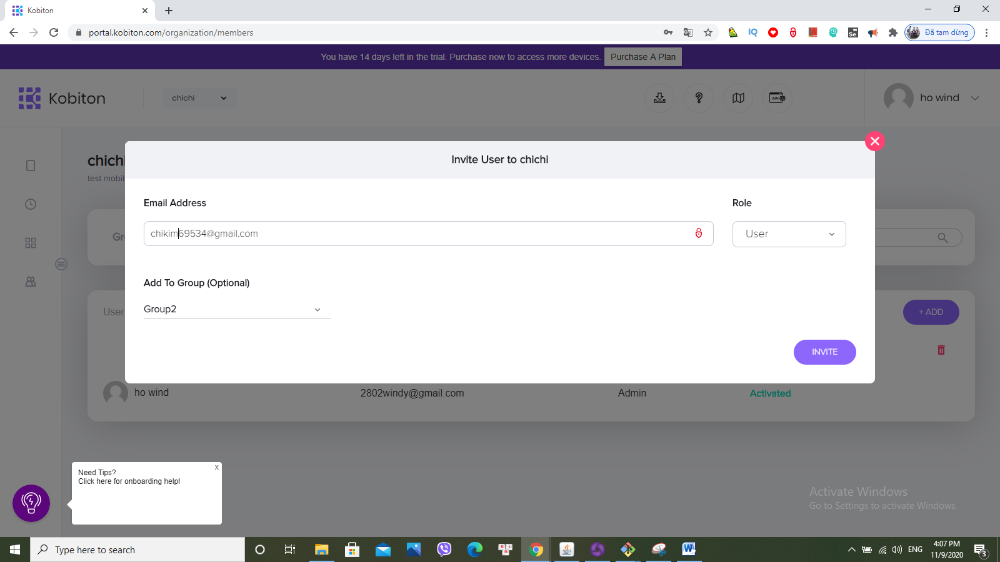 Kobiton
portal.kobiton.com/organization/members
Đã tạm dừng
You have 14 days left in the trial. Purchase now to access more devices. Purchase A Plan
Kobiton
chichi
?
API
ho wind
chichi
test mobil
Invite User to chichi
Email Address
Role
chikim69534@gmail.com
User
Gr
Add To Group (Optional)
Group2
User
+ ADD
INVITE
ho wind
2802windy@gmail.com
Admin
Activated
Need Tips?
x
Click here for onboarding help!
Activate Windows
Go to Settings to activate Windows.
Type here to search
ENG
4:07 PM
11/9/2020
3